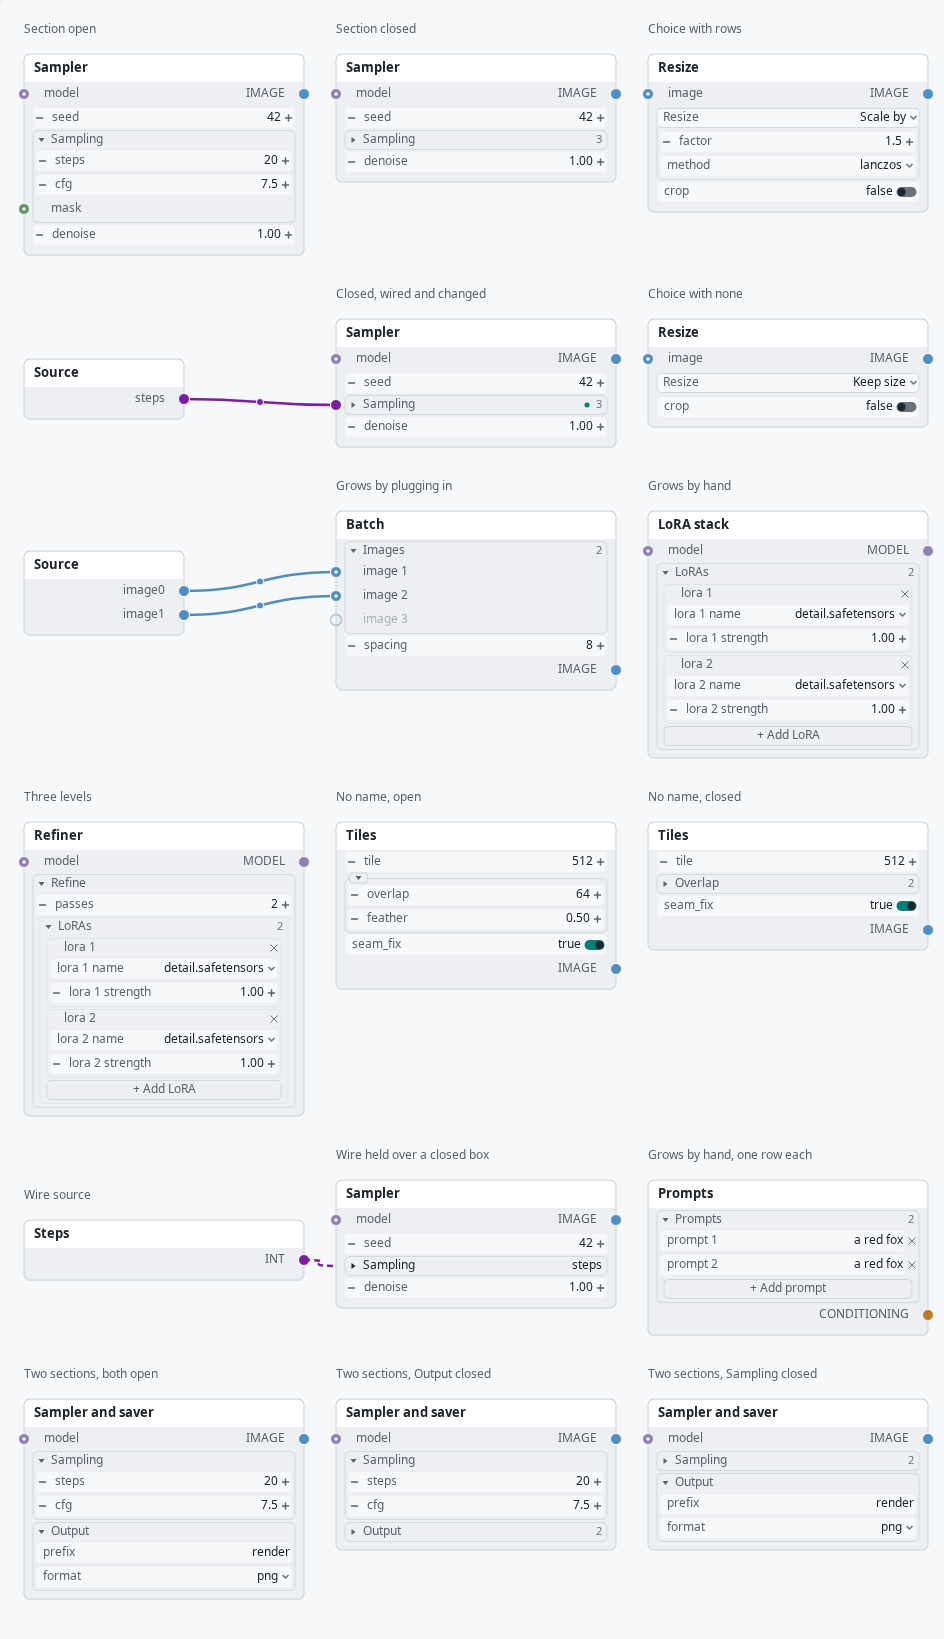 Section open
Sampler
model IMAGE
seed 42
Sampling
steps 20
cfg 7.5
mask
denoise 1.00
Section closed
Sampler
model IMAGE
seed 42
Sampling 3
denoise 1.00
Choice with rows
Resize
image IMAGE
Resize Scale by
factor 1.5
method lanczos
crop false
Source
steps
Closed, wired and changed
Sampler
model IMAGE
seed 42
Sampling 3
denoise 1.00
Choice with none
Resize
image IMAGE
Resize Keep size
crop false
Source
image0
image1
Grows by plugging in
Batch
Images 2
image 1
image 2
image 3
spacing 8
IMAGE
Grows by hand
LoRA stack
model MODEL
LoRAs 2
lora 1
lora 1 name detail.safetensors
lora 1 strength 1.00
lora 2
lora 2 name detail.safetensors
lora 2 strength 1.00
+ Add LoRA
Three levels
Refiner
model MODEL
Refine
passes 2
LoRAs 2
lora 1
lora 1 name detail.safetensors
lora 1 strength 1.00
lora 2
lora 2 name detail.safetensors
lora 2 strength 1.00
+ Add LoRA
No name, open
Tiles
tile 512
overlap 64
feather 0.50
seam_fix true
IMAGE
No name, closed
Tiles
tile 512
Overlap 2
seam_fix true
IMAGE
Wire source
Steps
INT
Wire held over a closed box
Sampler
model IMAGE
seed 42
Sampling steps
denoise 1.00
Grows by hand, one row each
Prompts
Prompts 2
prompt 1 a red fox
prompt 2 a red fox
+ Add prompt
CONDITIONING
Two sections, both open
Sampler and saver
model IMAGE
Sampling
steps 20
cfg 7.5
Output
prefix render
format png
Two sections, Output closed
Sampler and saver
model IMAGE
Sampling
steps 20
cfg 7.5
Output 2
Two sections, Sampling closed
Sampler and saver
model IMAGE
Sampling 2
Output
prefix render
format png